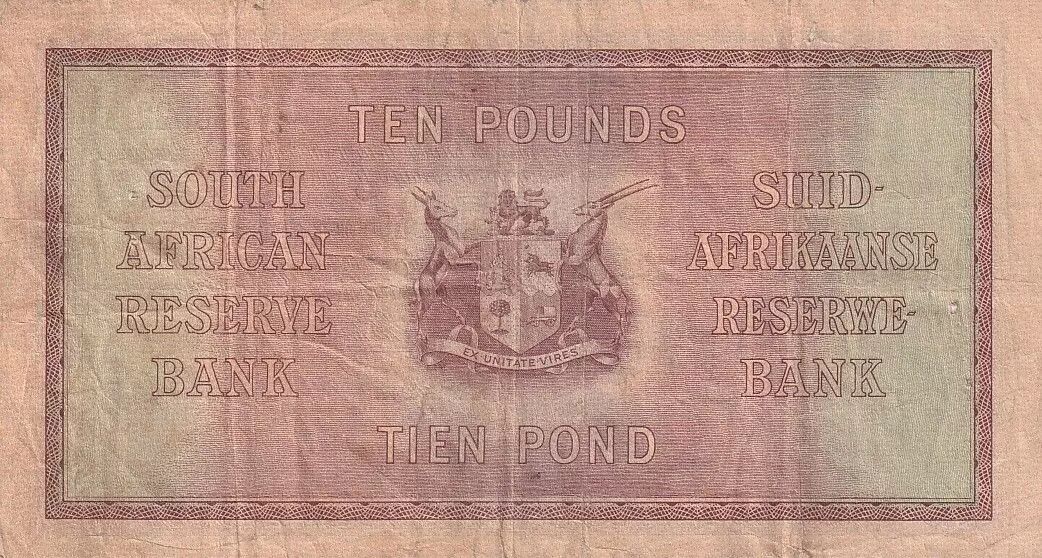 TEN POUNDS
SOUTH
AFRICAN
RESERVE
BANK
SUID-
AFRIKAANSE
RESERWE-
BANK
EX UNITATE VIRES
TIEN POND